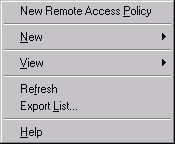 New Remote Access Policy
New
View
Refresh
Export List...
Help